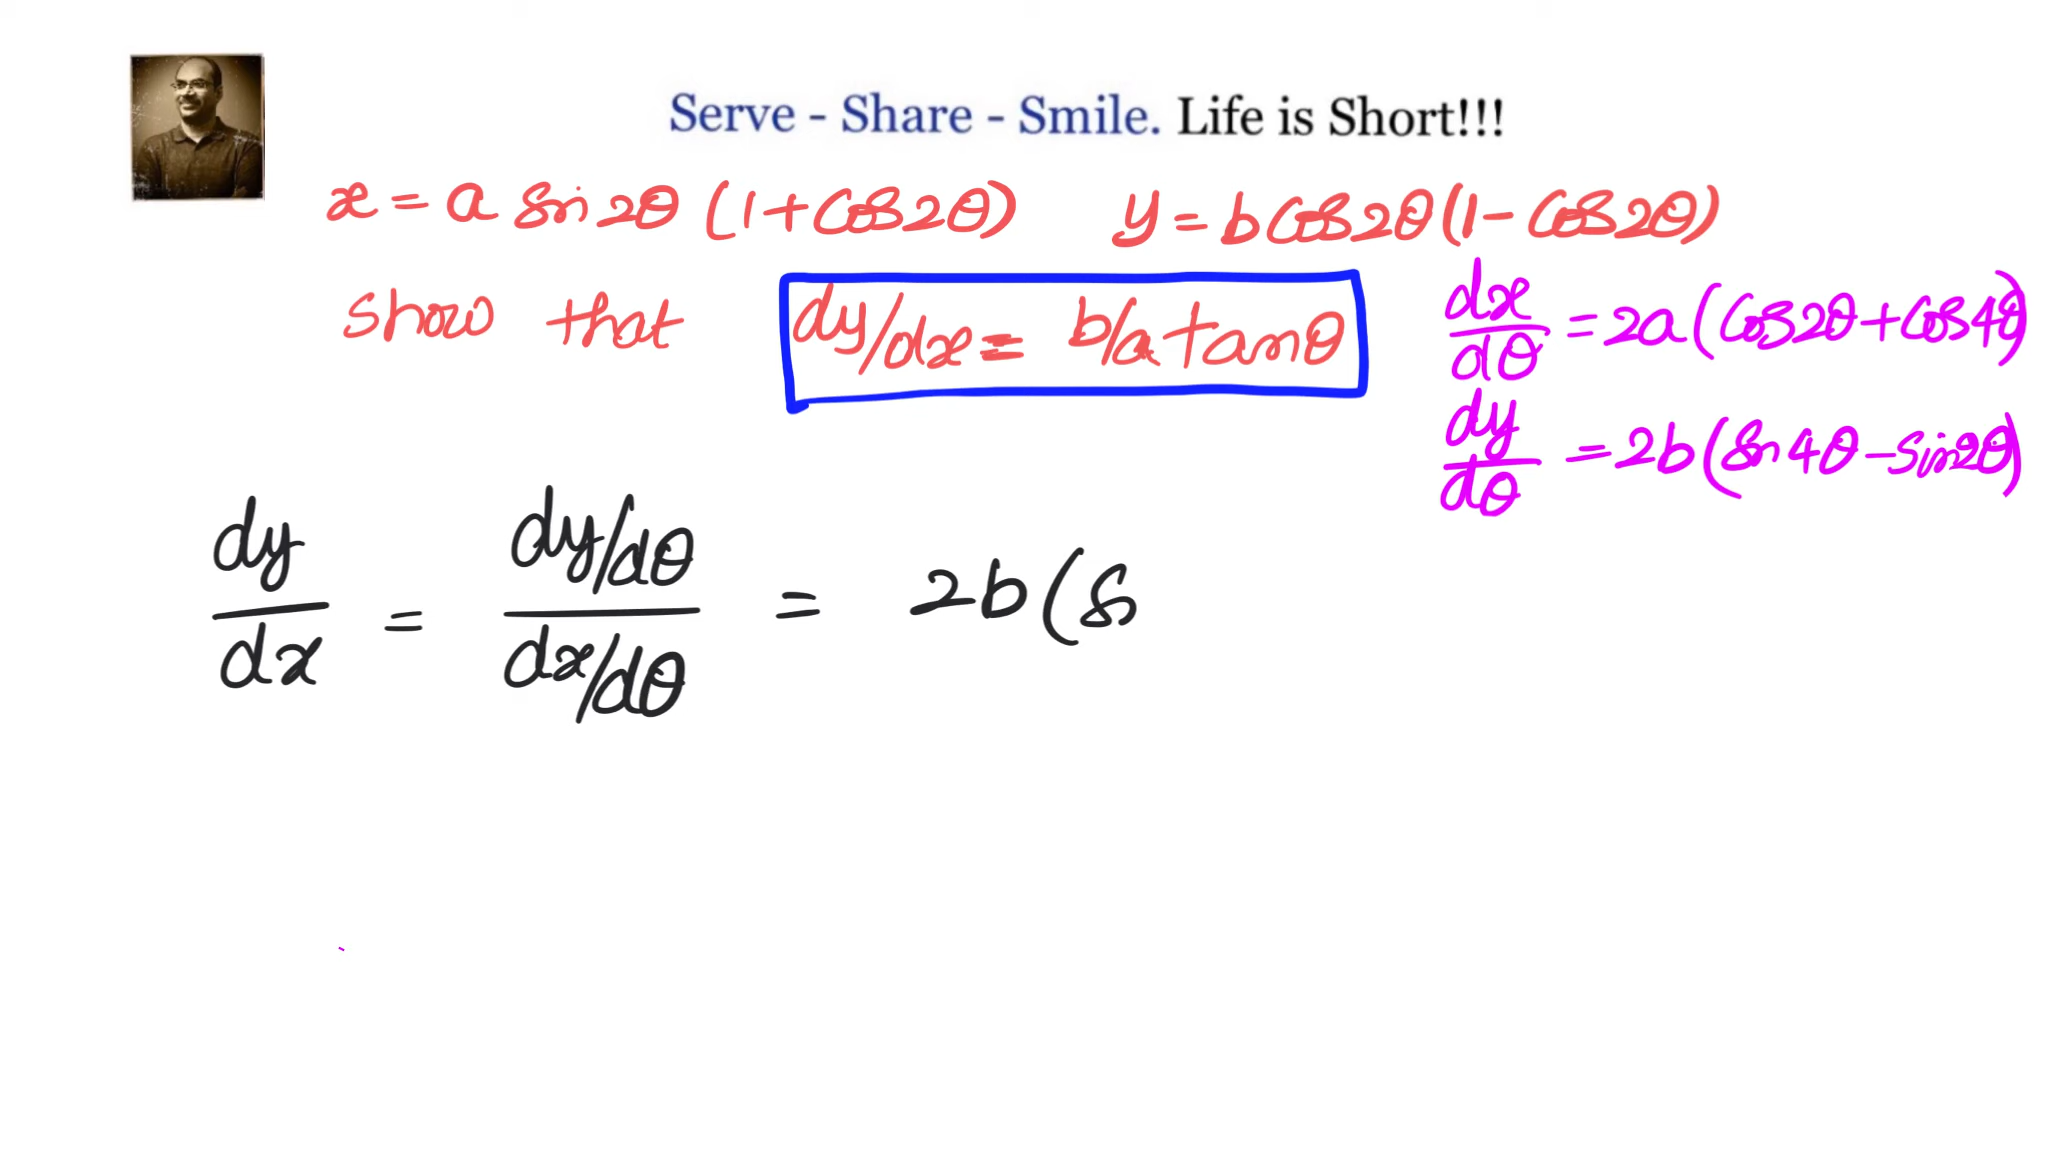 Serve - Share - Smile. Life is Short!!!
x = a sin 2θ (1 + cos 2θ) y = b cos 2θ (1 - cos 2θ)
show that dy/dx = b/a tan θ
dx/dθ = 2a (cos 2θ + cos 4θ)
dy/dθ = 2b (sin 4θ - sin 2θ)
dy/dx = dy/dθ / dx/dθ = 2b (s